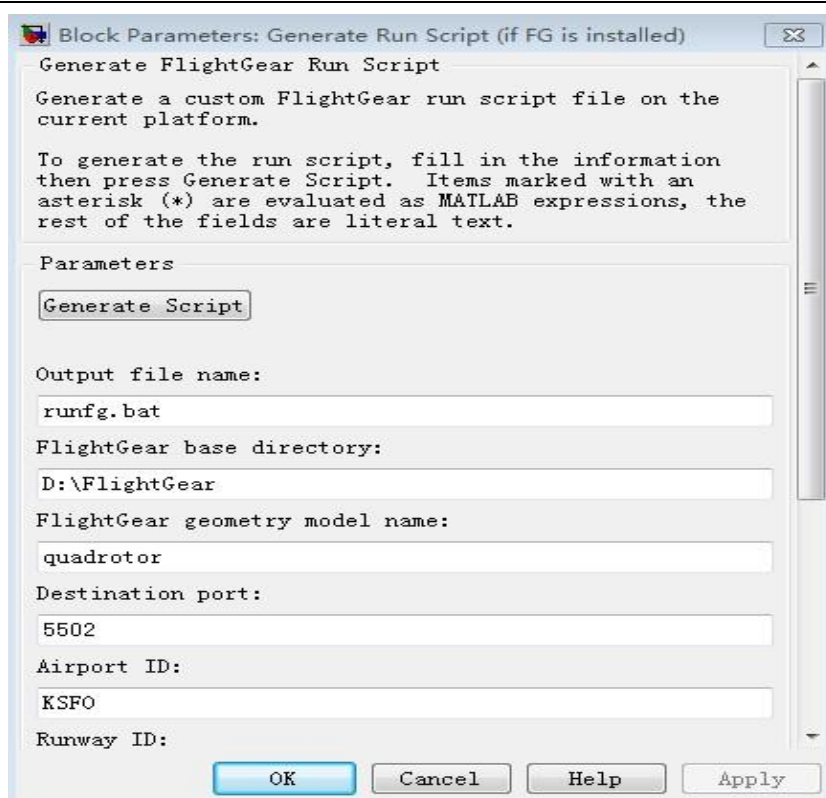 Block Parameters: Generate Run Script (if FG is installed)
Generate FlightGear Run Script
Generate a custom FlightGear run script file on the
current platform.
To generate the run script, fill in the information
then press Generate Script.  Items marked with an
asterisk (*) are evaluated as MATLAB expressions, the
rest of the fields are literal text.
Parameters
Generate Script
Output file name:
runfg.bat
FlightGear base directory:
D:\FlightGear
FlightGear geometry model name:
quadrotor
Destination port:
5502
Airport ID:
KSFO
Runway ID:
OK
Cancel
Help
Apply